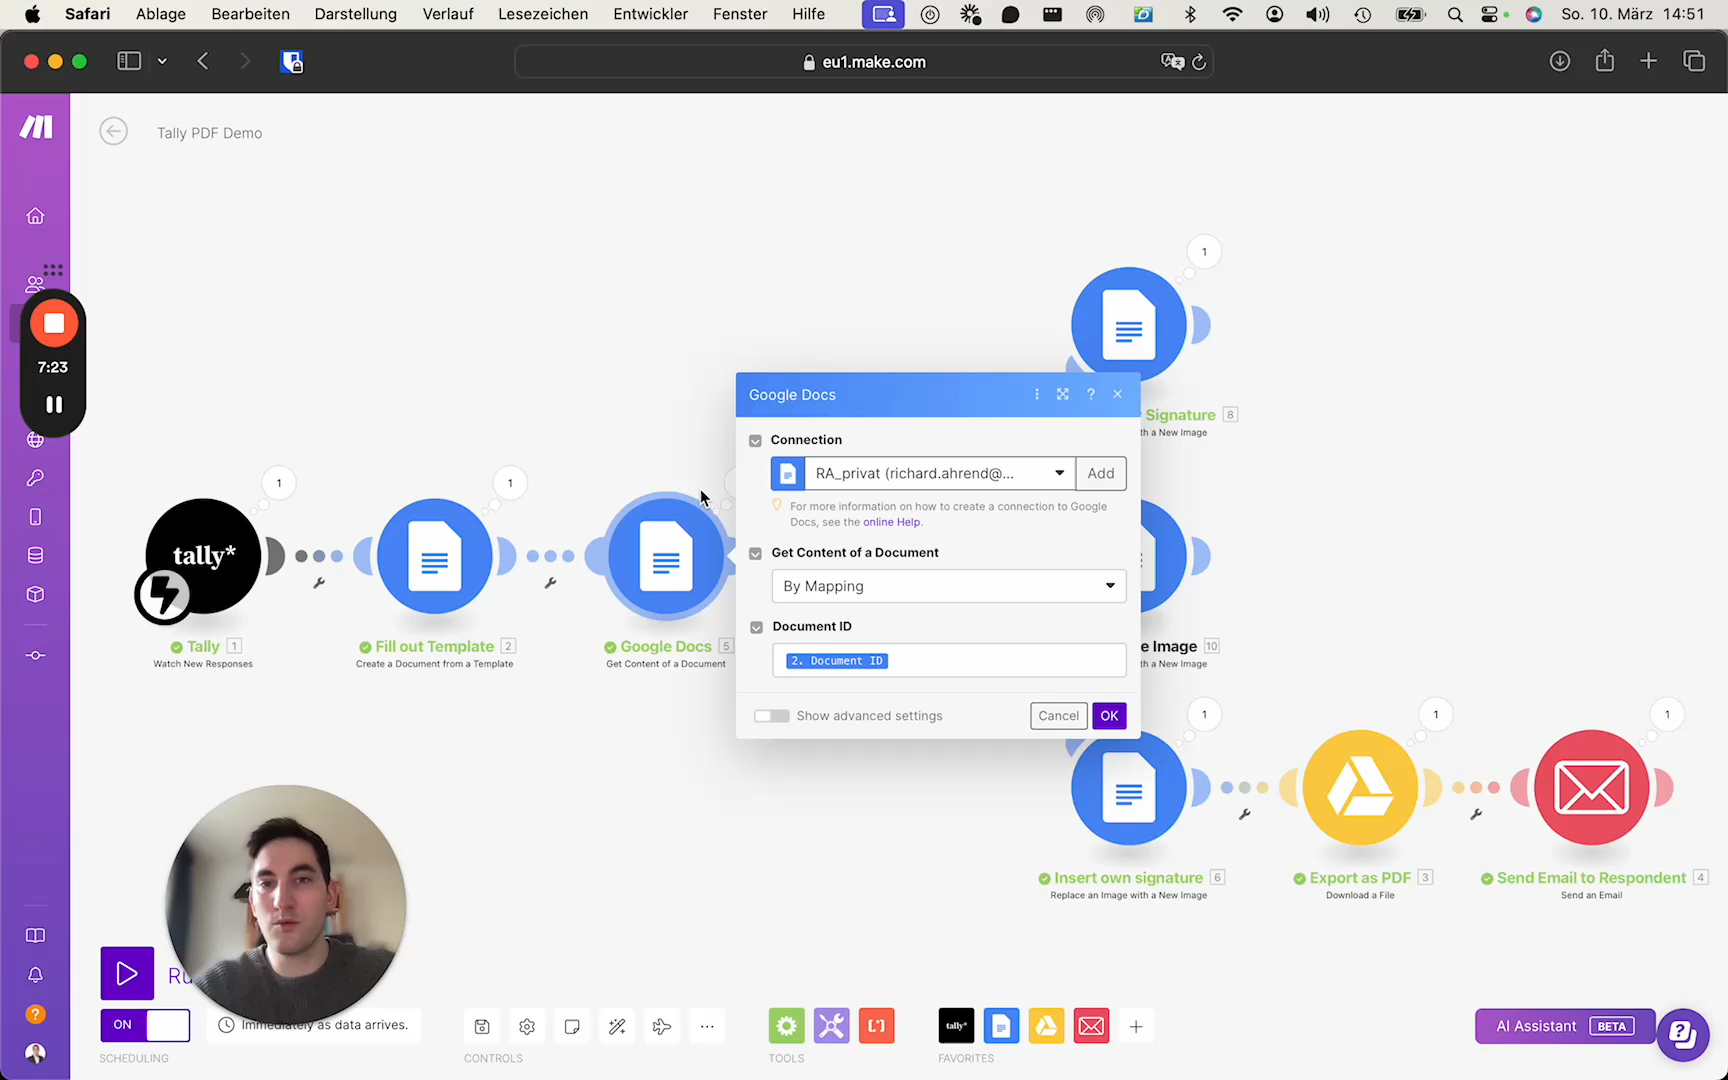 Safari Ablage Bearbeiten Darstellung Verlauf Lesezeichen Entwickler Fenster Hilfe So. 10. März 14:51
eu1.make.com
Tally PDF Demo
1
7:23
Google Docs
Signature 8
th a New Image
Connection
RA_privat (richard.ahrend@...
Add
For more information on how to create a connection to Google
Docs, see the online Help.
1
1
tally*
Get Content of a Document
By Mapping
Document ID
2. Document ID
Tally 1
Watch New Responses
Fill out Template 2
Create a Document from a Template
Google Docs 5
Get Content of a Document
e Image 10
th a New Image
Show advanced settings
Cancel
OK
1
1
1
Insert own signature 6
Replace an Image with a New Image
Export as PDF 3
Download a File
Send Email to Respondent 4
Send an Email
Ru
ON
Immediately as data arrives.
SCHEDULING
CONTROLS
TOOLS
tally*
FAVORITES
AI Assistant BETA